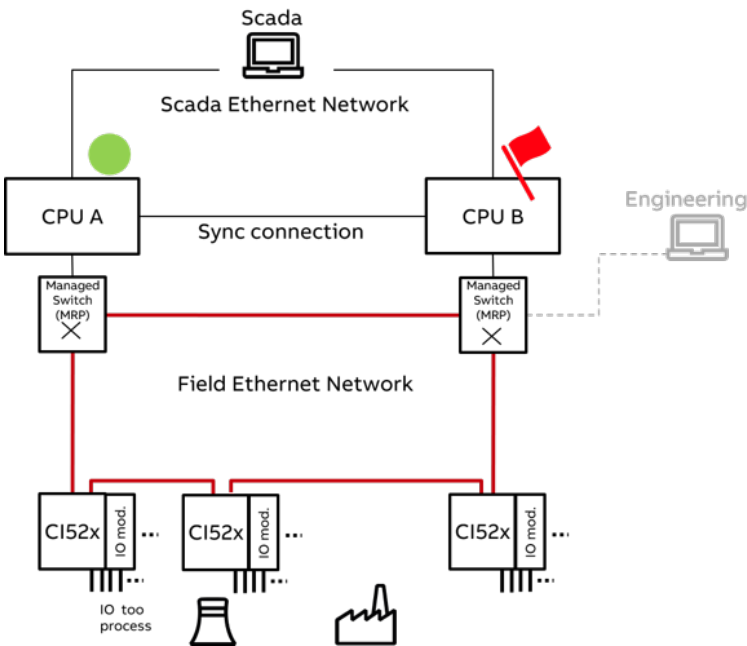 Scada
Scada Ethernet Network
CPU A
Sync connection
CPU B
Engineering
Managed
Switch
(MRP)
Managed
Switch
(MRP)
Field Ethernet Network
CI52x
IO mod.
CI52x
IO mod.
CI52x
IO mod.
IO too
process